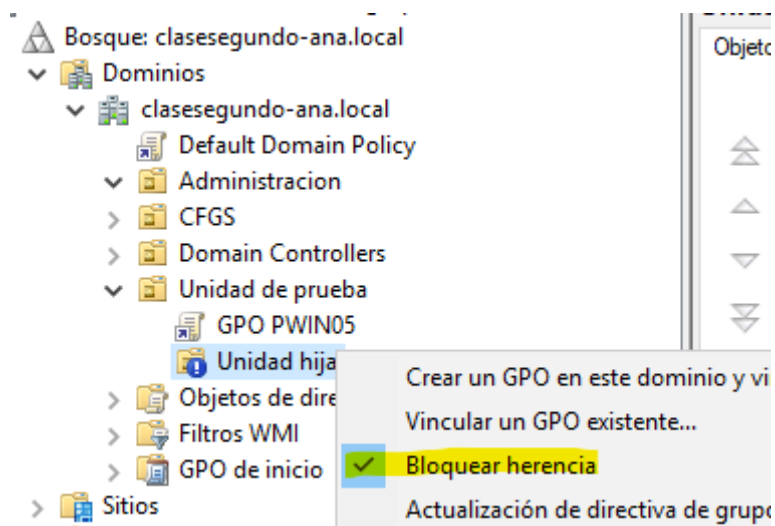 Bosque: clasesegundo-ana.local
Dominios
clasesegundo-ana.local
Default Domain Policy
Administracion
CFGS
Domain Controllers
Unidad de prueba
GPO PWIN05
Unidad hija
Objetos de dire
Filtros WMI
GPO de inicio
Sitios
Objeto
Crear un GPO en este dominio y vi
Vincular un GPO existente...
Bloquear herencia
Actualización de directiva de grupo